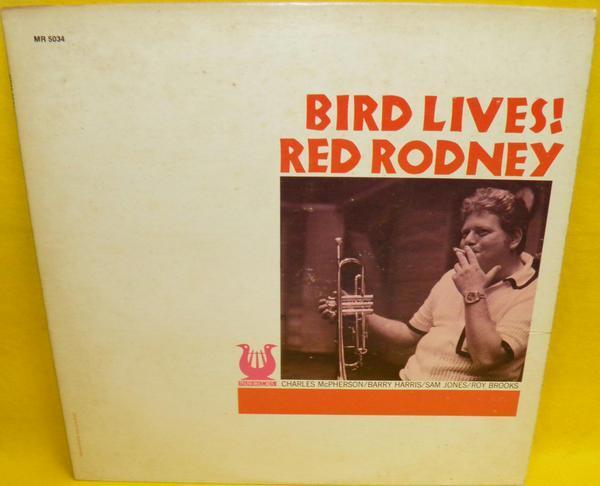 MR 5034
BIRD LIVES!
RED RODNEY
CHARLES McPHERSON/BARRY HARRIS/SAM JONES/ROY BROOKS